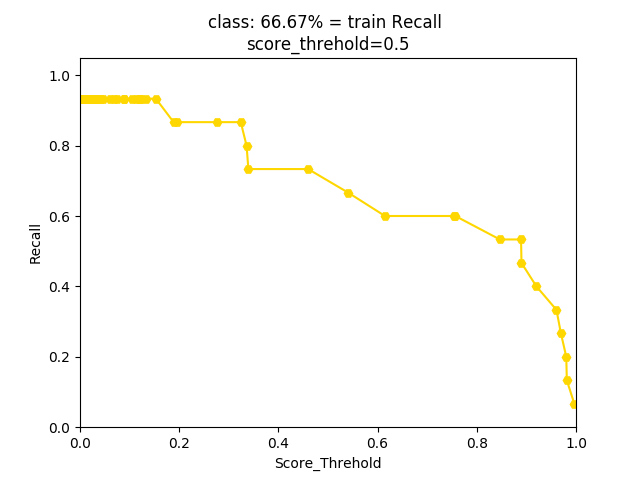 class: 66.67% = train Recall
score_threhold=0.5
1.0
0.8
0.6
0.4
0.2
0.0
Recall
0.0 0.2 0.4 0.6 0.8 1.0
Score_Threhold